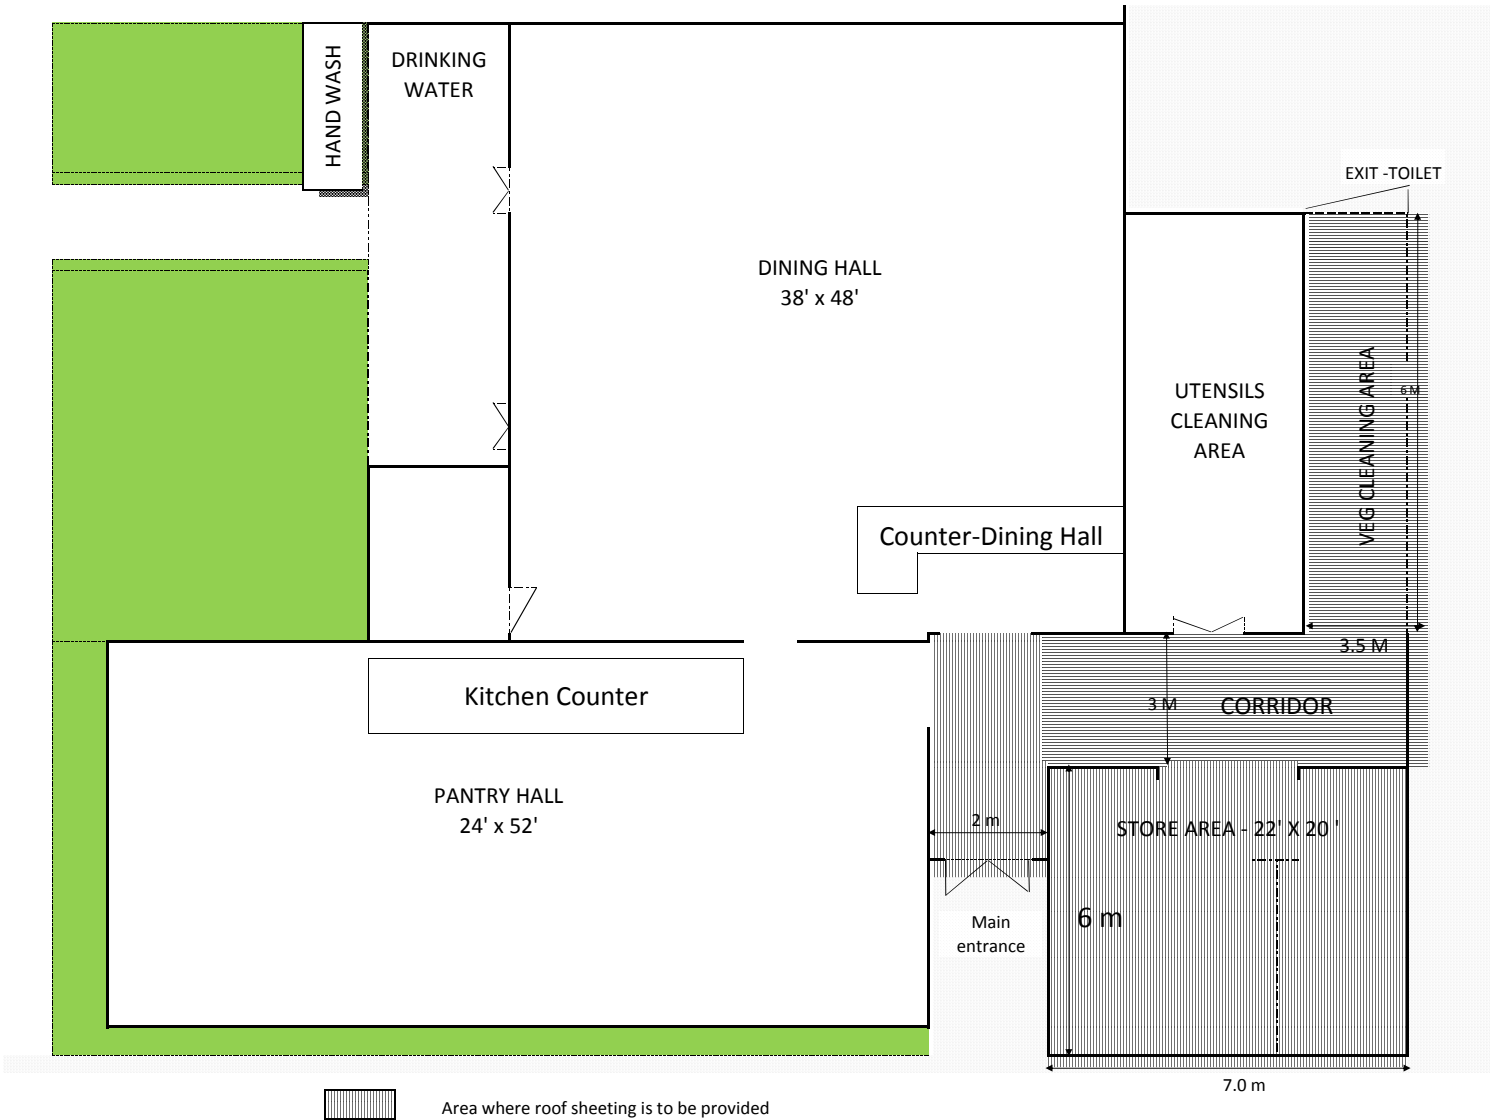 HAND WASH
DRINKING
WATER
EXIT -TOILET
DINING HALL
38' x 48'
UTENSILS
CLEANING
AREA
VEG CLEANING AREA
6 M
Counter-Dining Hall
3.5 M
Kitchen Counter
3 M
CORRIDOR
PANTRY HALL
24' x 52'
2 m
STORE AREA - 22' X 20 '
6 m
Main
entrance
7.0 m
Area where roof sheeting is to be provided